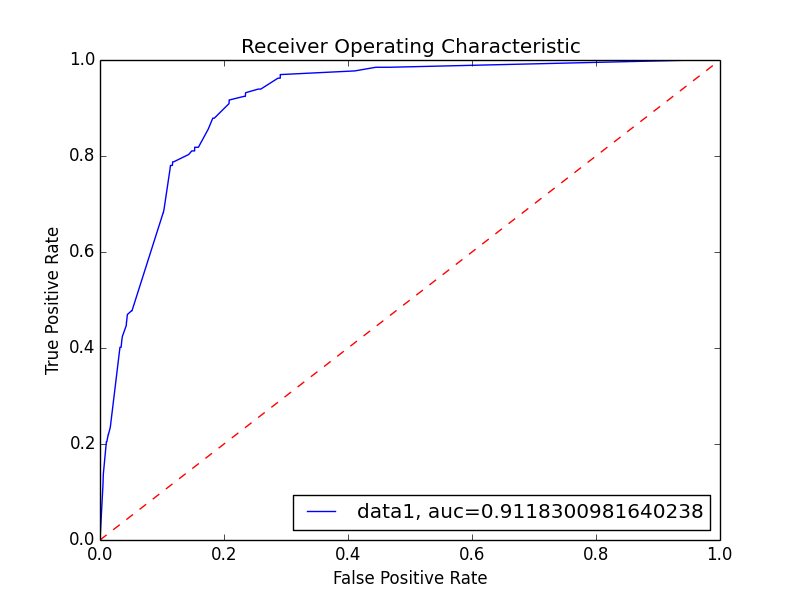 Receiver Operating Characteristic
1.0
0.8
0.6
0.4
0.2
0.0
True Positive Rate
data1, auc=0.9118300981640238
0.0 0.2 0.4 0.6 0.8 1.0
False Positive Rate